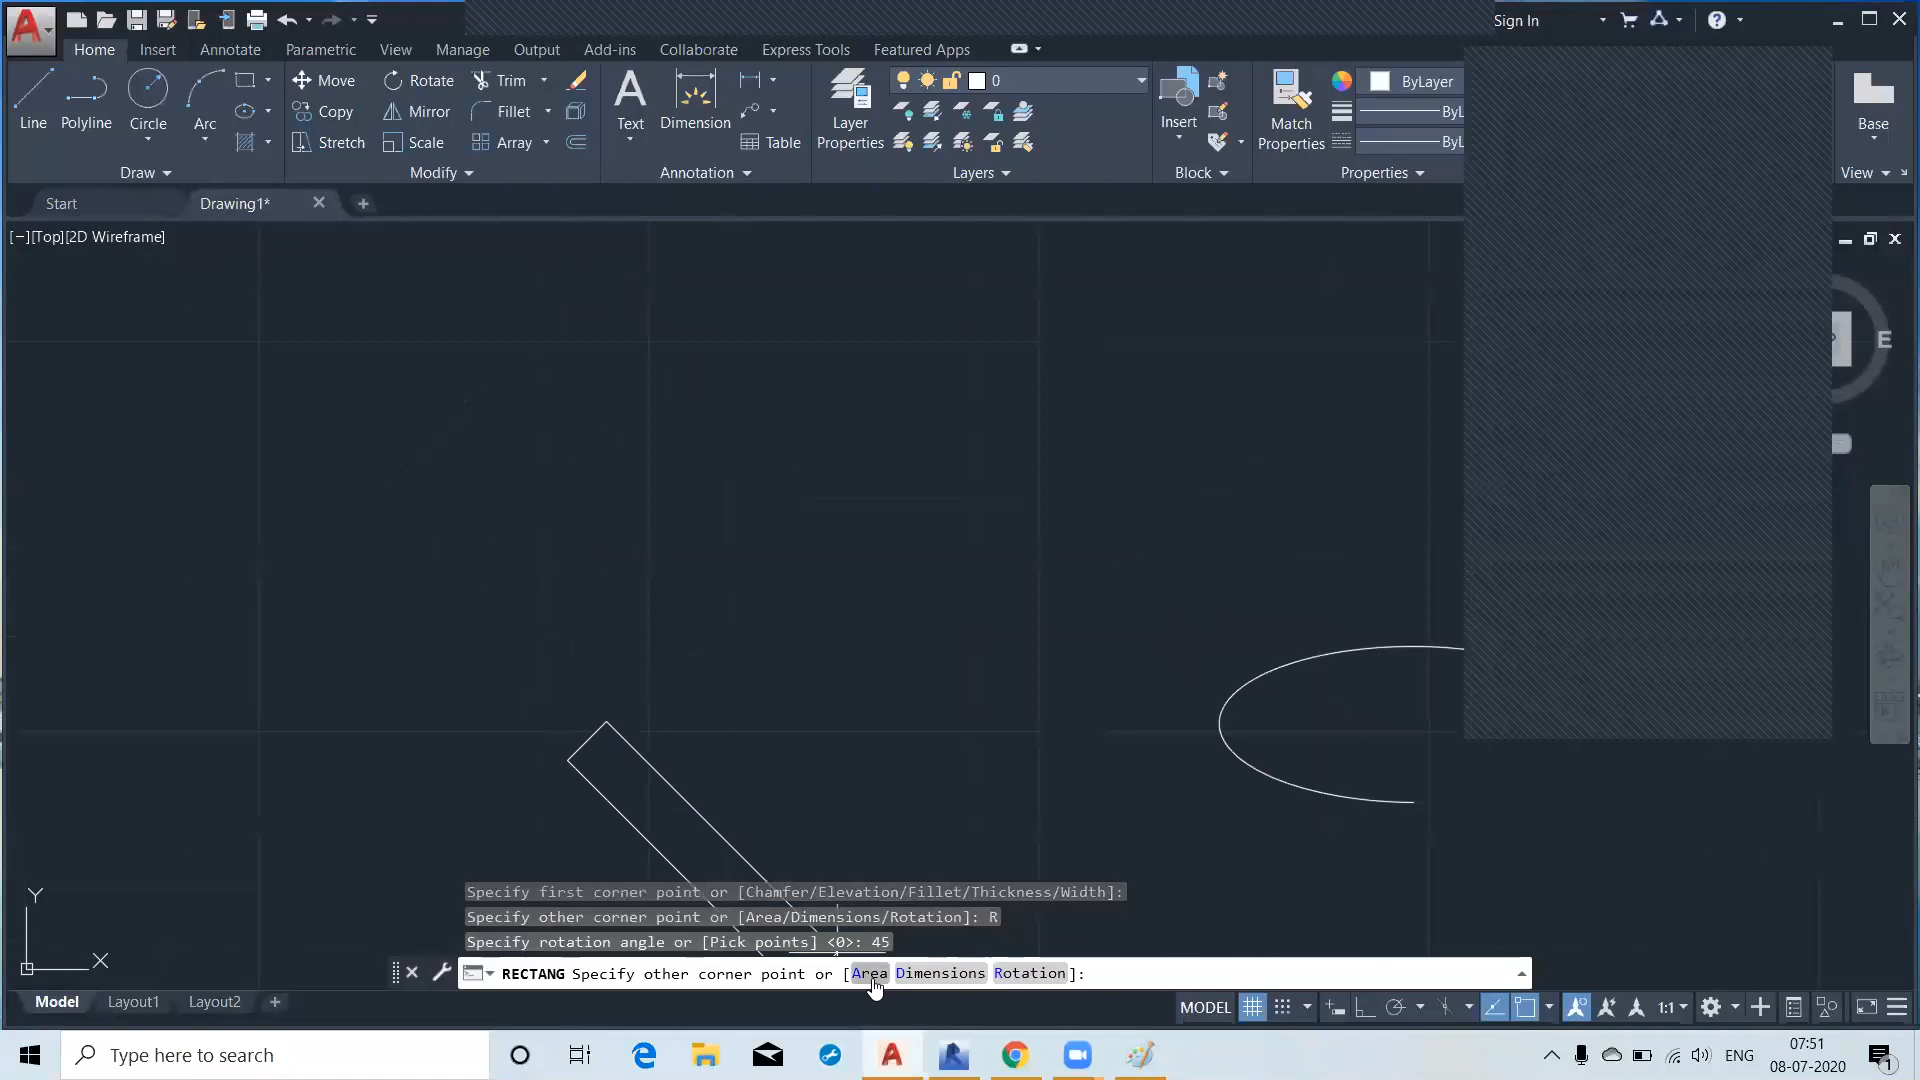 Sign In
Home Insert Annotate Parametric View Manage Output Add-ins Collaborate Express Tools Featured Apps
Line Polyline Circle Arc
Move Rotate Trim
Copy Mirror Fillet
Stretch Scale Array
Text Dimension Table
Layer Properties
0
Insert
Match Properties
ByLayer
ByL
ByL
Base
Draw Modify Annotation Layers Block Properties View
Start Drawing1*
[−][Top][2D Wireframe]
E
Y
X
Specify first corner point or [Chamfer/Elevation/Fillet/Thickness/Width]:
Specify other corner point or [Area/Dimensions/Rotation]: R
Specify rotation angle or [Pick points] <0>: 45
RECTANG Specify other corner point or [Area Dimensions Rotation]:
Model Layout1 Layout2 +
MODEL 1:1
Type here to search
ENG
07:51
08-07-2020
1